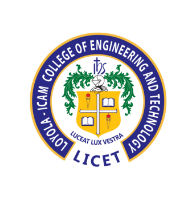 LOYOLA - ICAM COLLEGE OF ENGINEERING AND TECHNOLOGY
IHS
LUCEAT LUX VESTRA
LICET